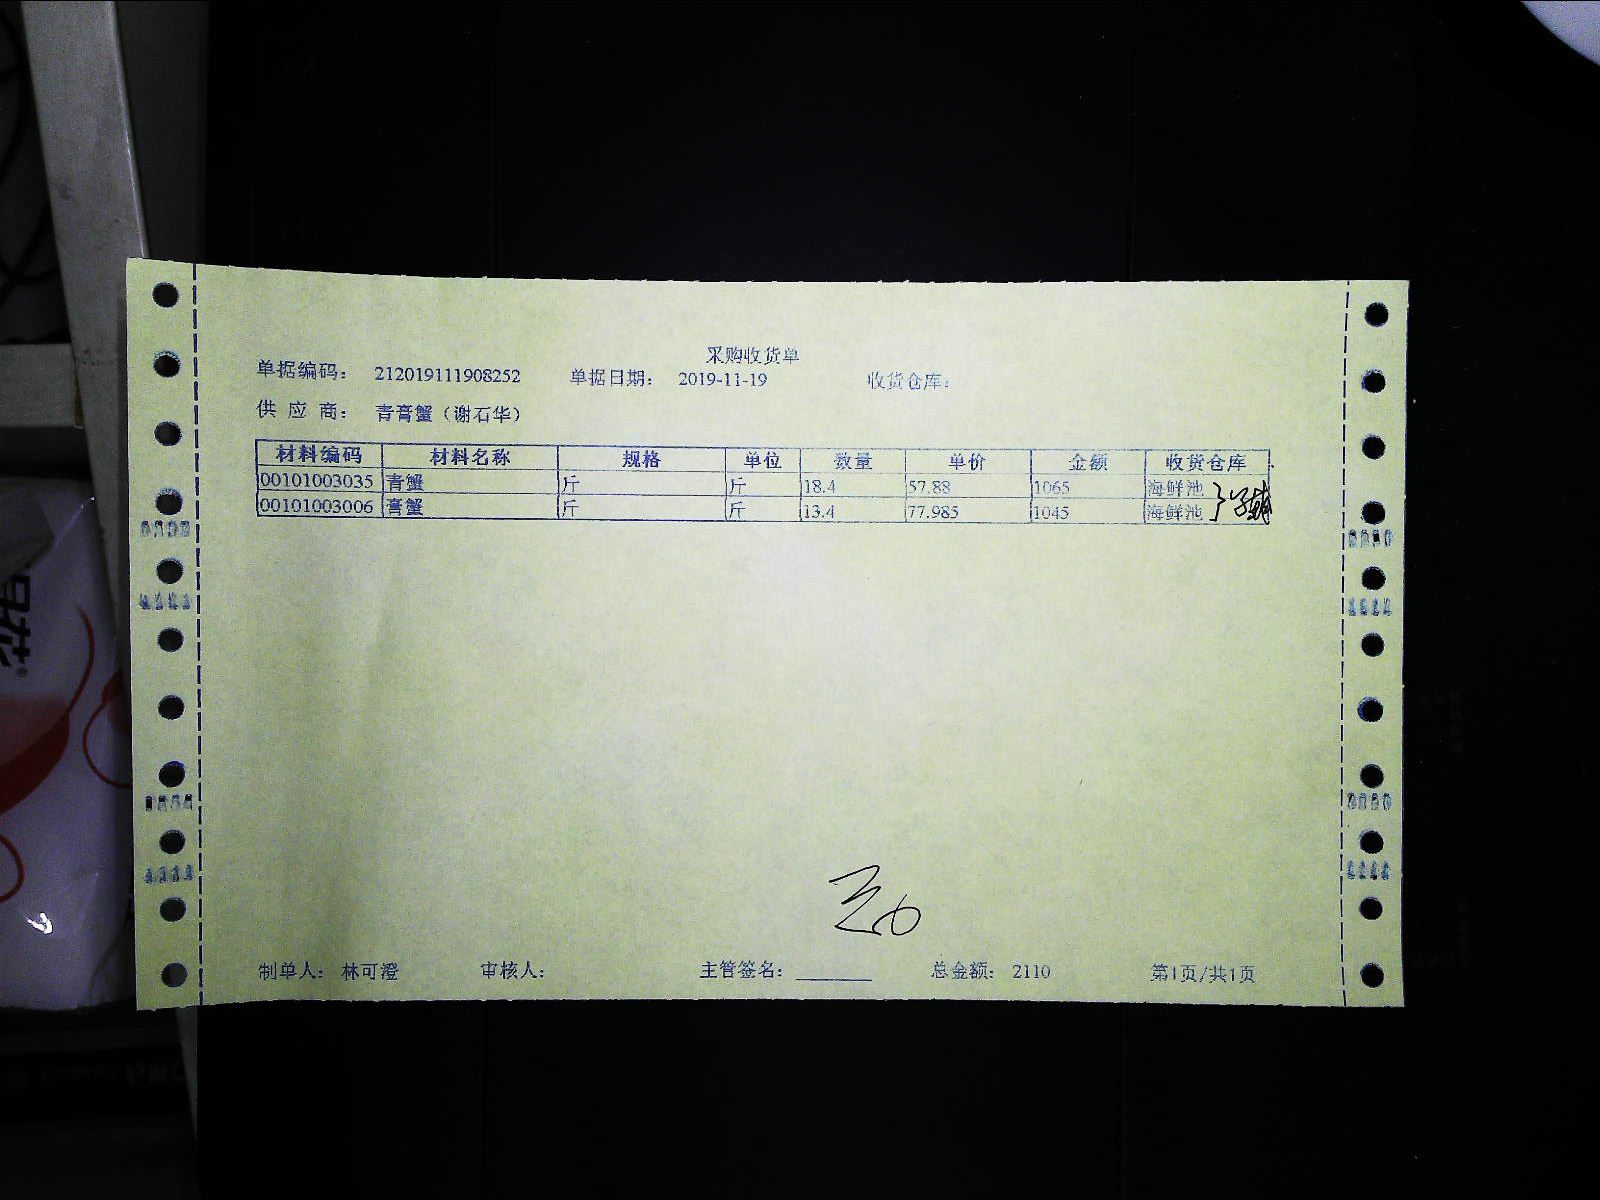 采购收货单
单据编码： 212019111908252 单据日期： 2019-11-19 收货仓库：
供 应 商： 青膏蟹（谢石华）
材料编码 材料名称 规格 单位 数量 单价 金额 收货仓库
00101003035 青蟹 斤 斤 18.4 57.88 1065 海鲜池
00101003006 膏蟹 斤 斤 13.4 77.985 1045 海鲜池
制单人： 林可澄 审核人： 主管签名： 总金额： 2110 第1页/共1页